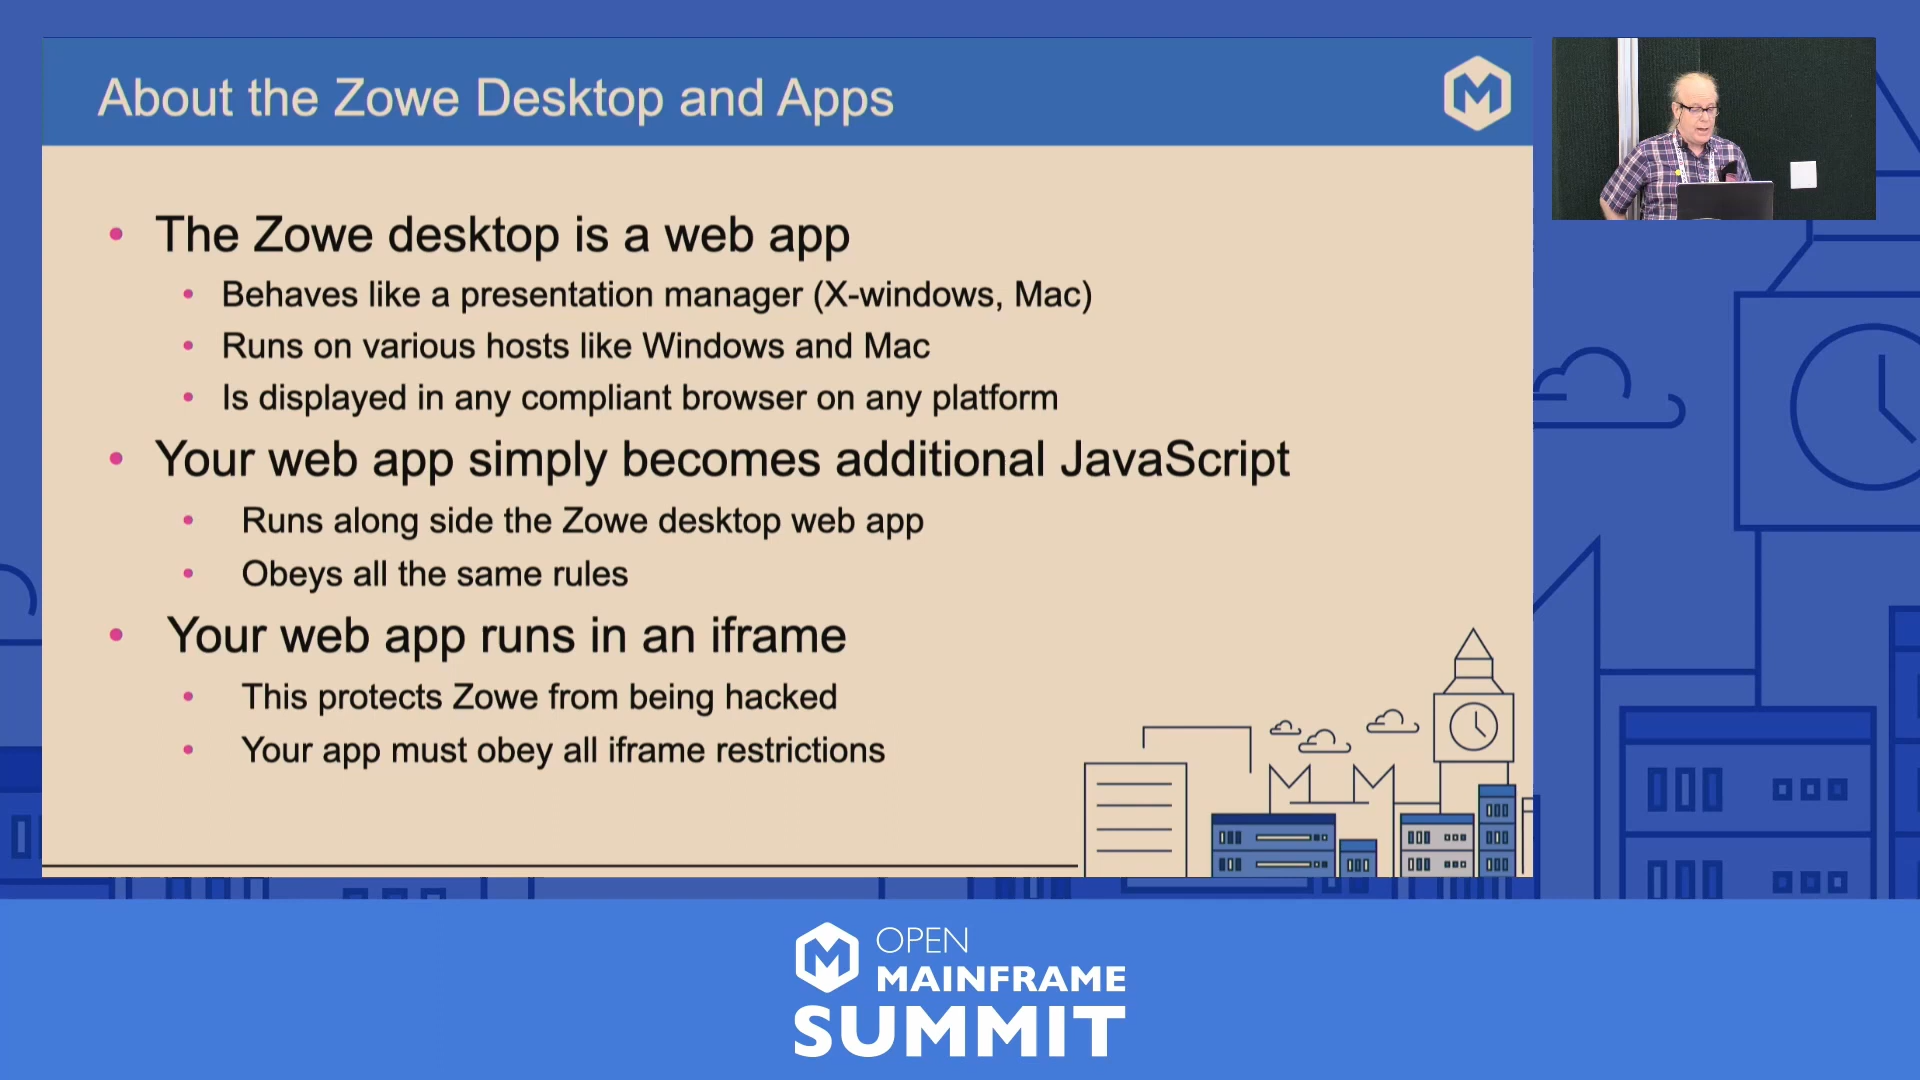 About the Zowe Desktop and Apps
The Zowe desktop is a web app
Behaves like a presentation manager (X-windows, Mac)
Runs on various hosts like Windows and Mac
Is displayed in any compliant browser on any platform
Your web app simply becomes additional JavaScript
Runs along side the Zowe desktop web app
Obeys all the same rules
Your web app runs in an iframe
This protects Zowe from being hacked
Your app must obey all iframe restrictions
OPEN
MAINFRAME
SUMMIT